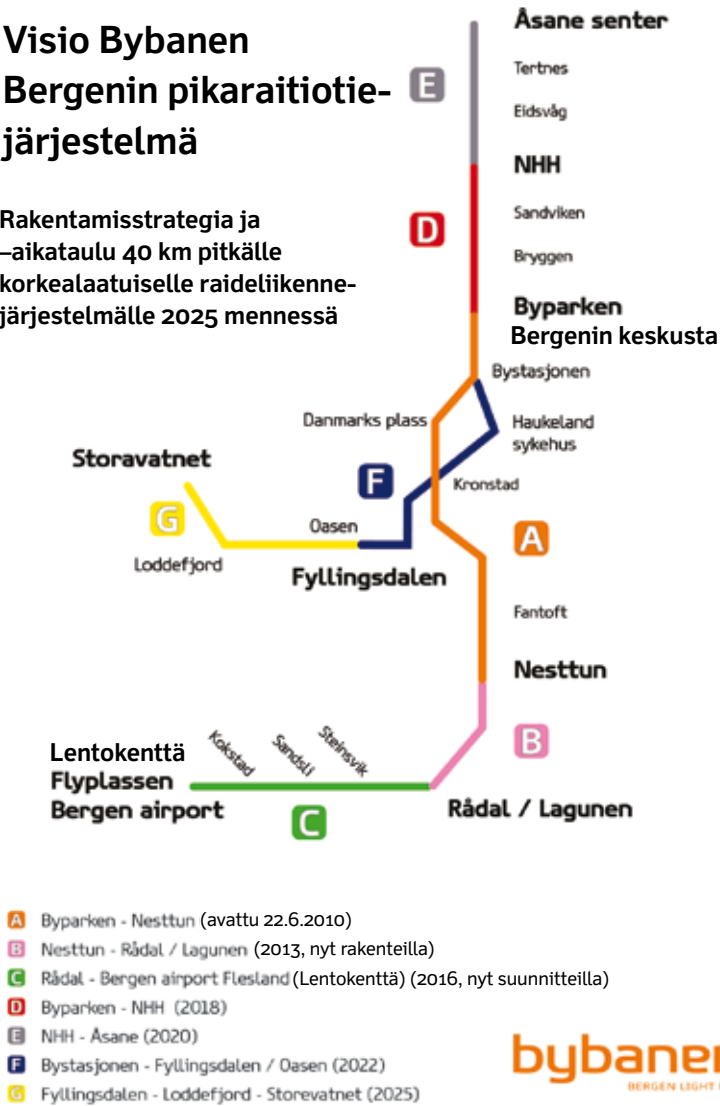 Visio Bybanen
Bergenin pikaraitiotie-
järjestelmä
Rakentamisstrategia ja
–aikataulu 40 km pitkälle
korkealaatuiselle raideliikenne-
järjestelmälle 2025 mennessä
E
Åsane senter
Tertnes
Eidsvåg
NHH
D
Sandviken
Bryggen
Byparken
Bergenin keskusta
Bystasjonen
Danmarks plass
Haukeland
sykehus
Storavatnet
F
Kronstad
G
Oasen
A
Loddefjord
Fyllingsdalen
Fantoft
Nesttun
B
Lentokenttä
Flyplassen
Bergen airport
Kokstad
Sandsli
Steinsvik
C
Rådal / Lagunen
A Byparken - Nesttun (avattu 22.6.2010)
B Nesttun - Rådal / Lagunen (2013, nyt rakenteilla)
C Rådal - Bergen airport Flesland (Lentokenttä) (2016, nyt suunnitteilla)
D Byparken - NHH (2018)
E NHH - Åsane (2020)
F Bystasjonen - Fyllingsdalen / Oasen (2022)
G Fyllingsdalen - Loddefjord - Storevatnet (2025)
bybanen
BERGEN LIGHT